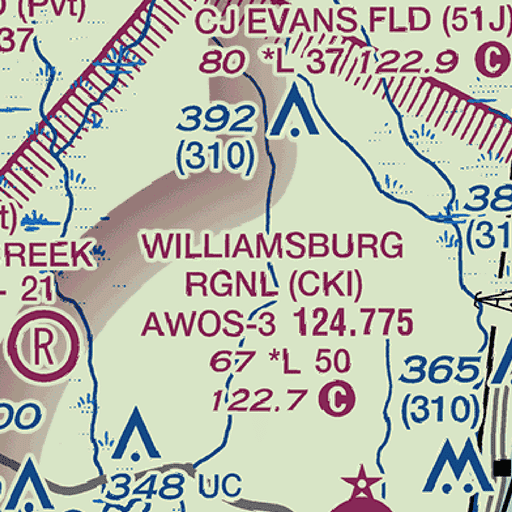 (Pvt)
37
CJ EVANS FLD (51J)
80 *L 37 122.9 C
392
(310)
38
(31
REEK
- 21
R
WILLIAMSBURG
RGNL (CKI)
AWOS-3 124.775
67 *L 50
122.7 C
365
(310)
00
348 UC